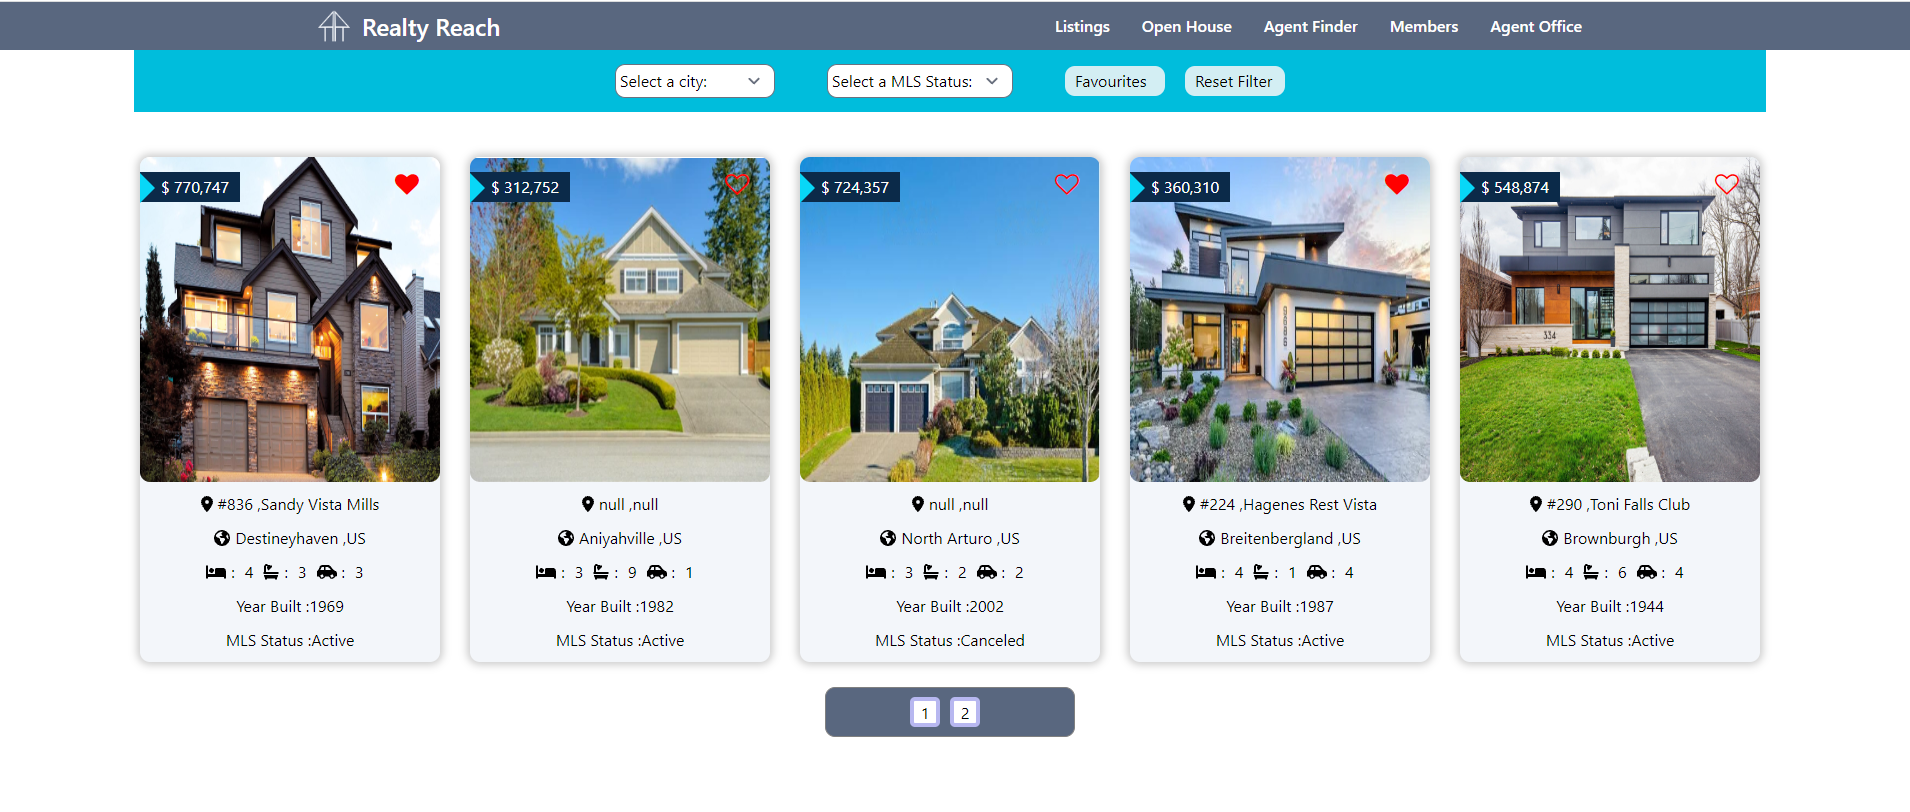 Realty Reach Listings Open House Agent Finder Members Agent Office
Select a city: Select a MLS Status: Favourites Reset Filter
$ 770,747
#836 ,Sandy Vista Mills
Destineyhaven ,US
: 4 : 3 : 3
Year Built :1969
MLS Status :Active
$ 312,752
null ,null
Aniyahville ,US
: 3 : 9 : 1
Year Built :1982
MLS Status :Active
$ 724,357
null ,null
North Arturo ,US
: 3 : 2 : 2
Year Built :2002
MLS Status :Canceled
$ 360,310
#224 ,Hagenes Rest Vista
Breitenbergland ,US
: 4 : 1 : 4
Year Built :1987
MLS Status :Active
$ 548,874
334
#290 ,Toni Falls Club
Brownburgh ,US
: 4 : 6 : 4
Year Built :1944
MLS Status :Active
1 2